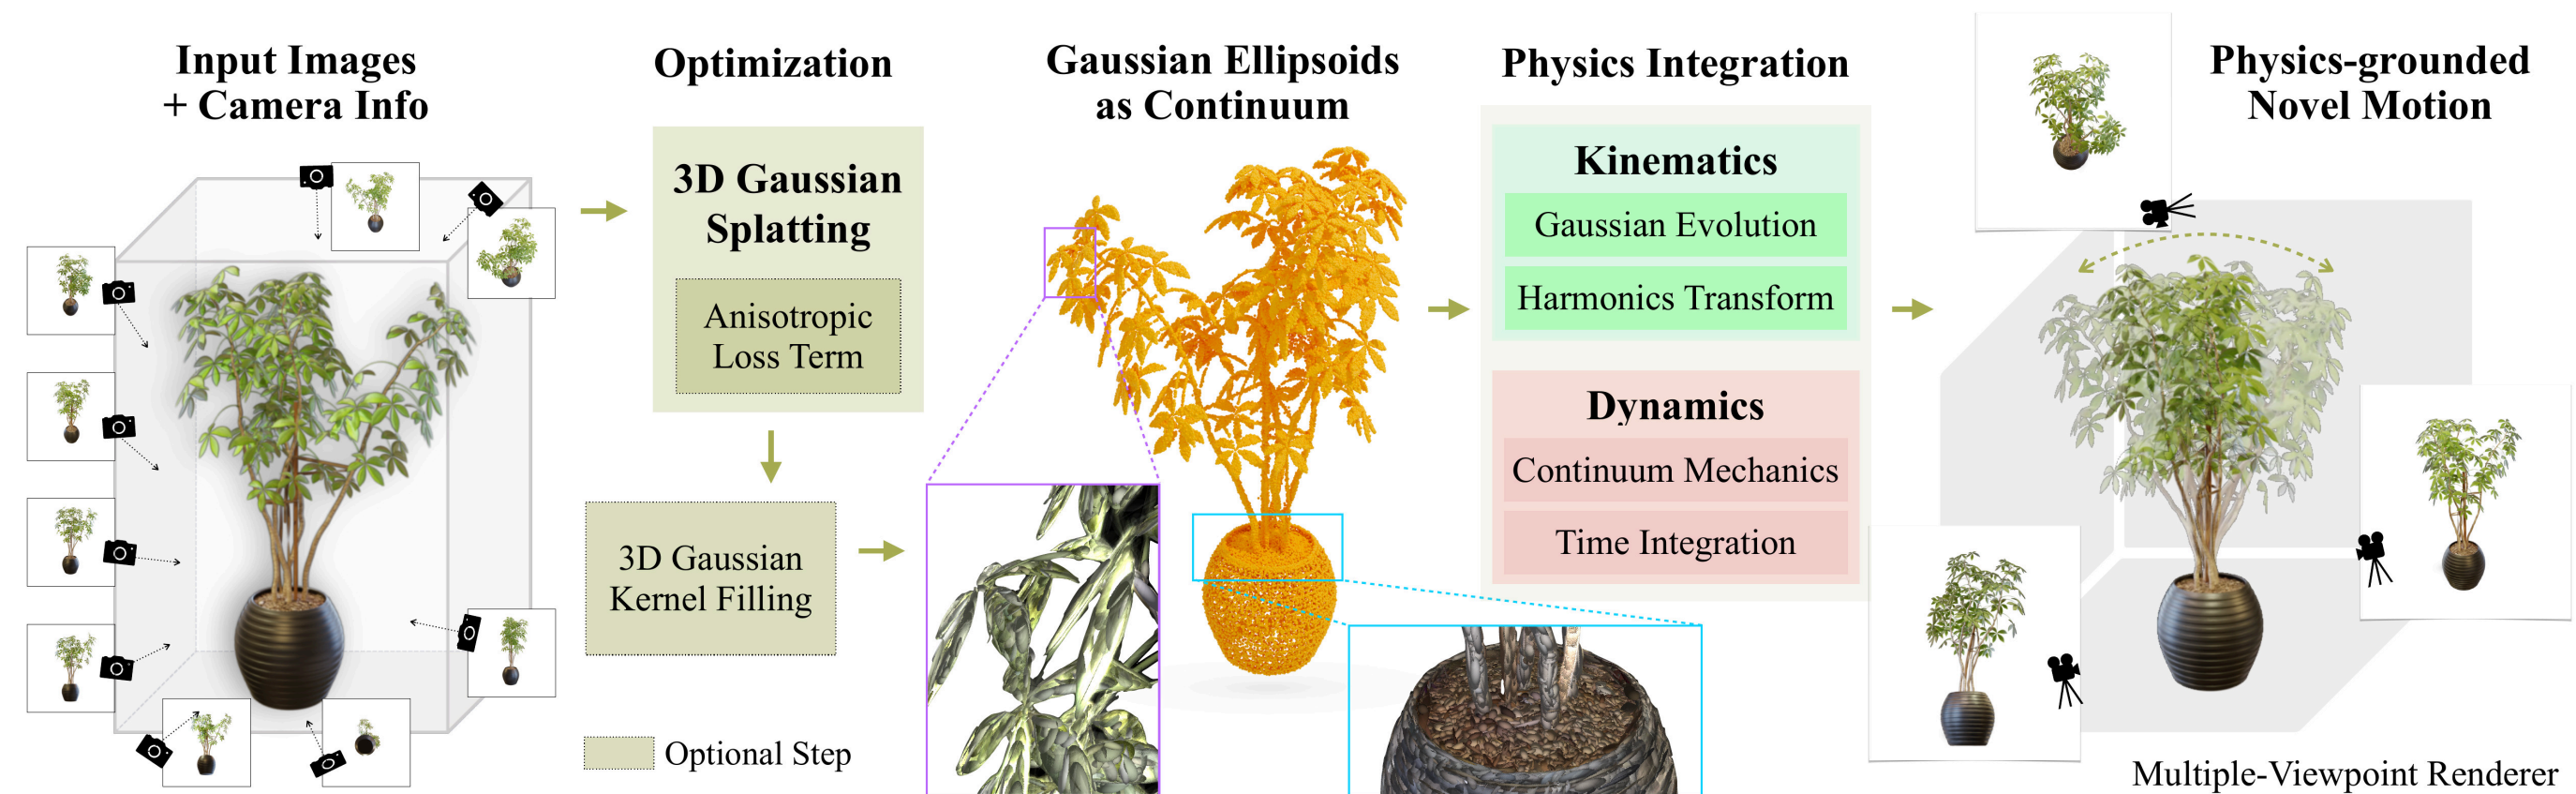 Input Images
+ Camera Info
Optimization
3D Gaussian
Splatting
Anisotropic
Loss Term
3D Gaussian
Kernel Filling
Optional Step
Gaussian Ellipsoids
as Continuum
Physics Integration
Kinematics
Gaussian Evolution
Harmonics Transform
Dynamics
Continuum Mechanics
Time Integration
Physics-grounded
Novel Motion
Multiple-Viewpoint Renderer